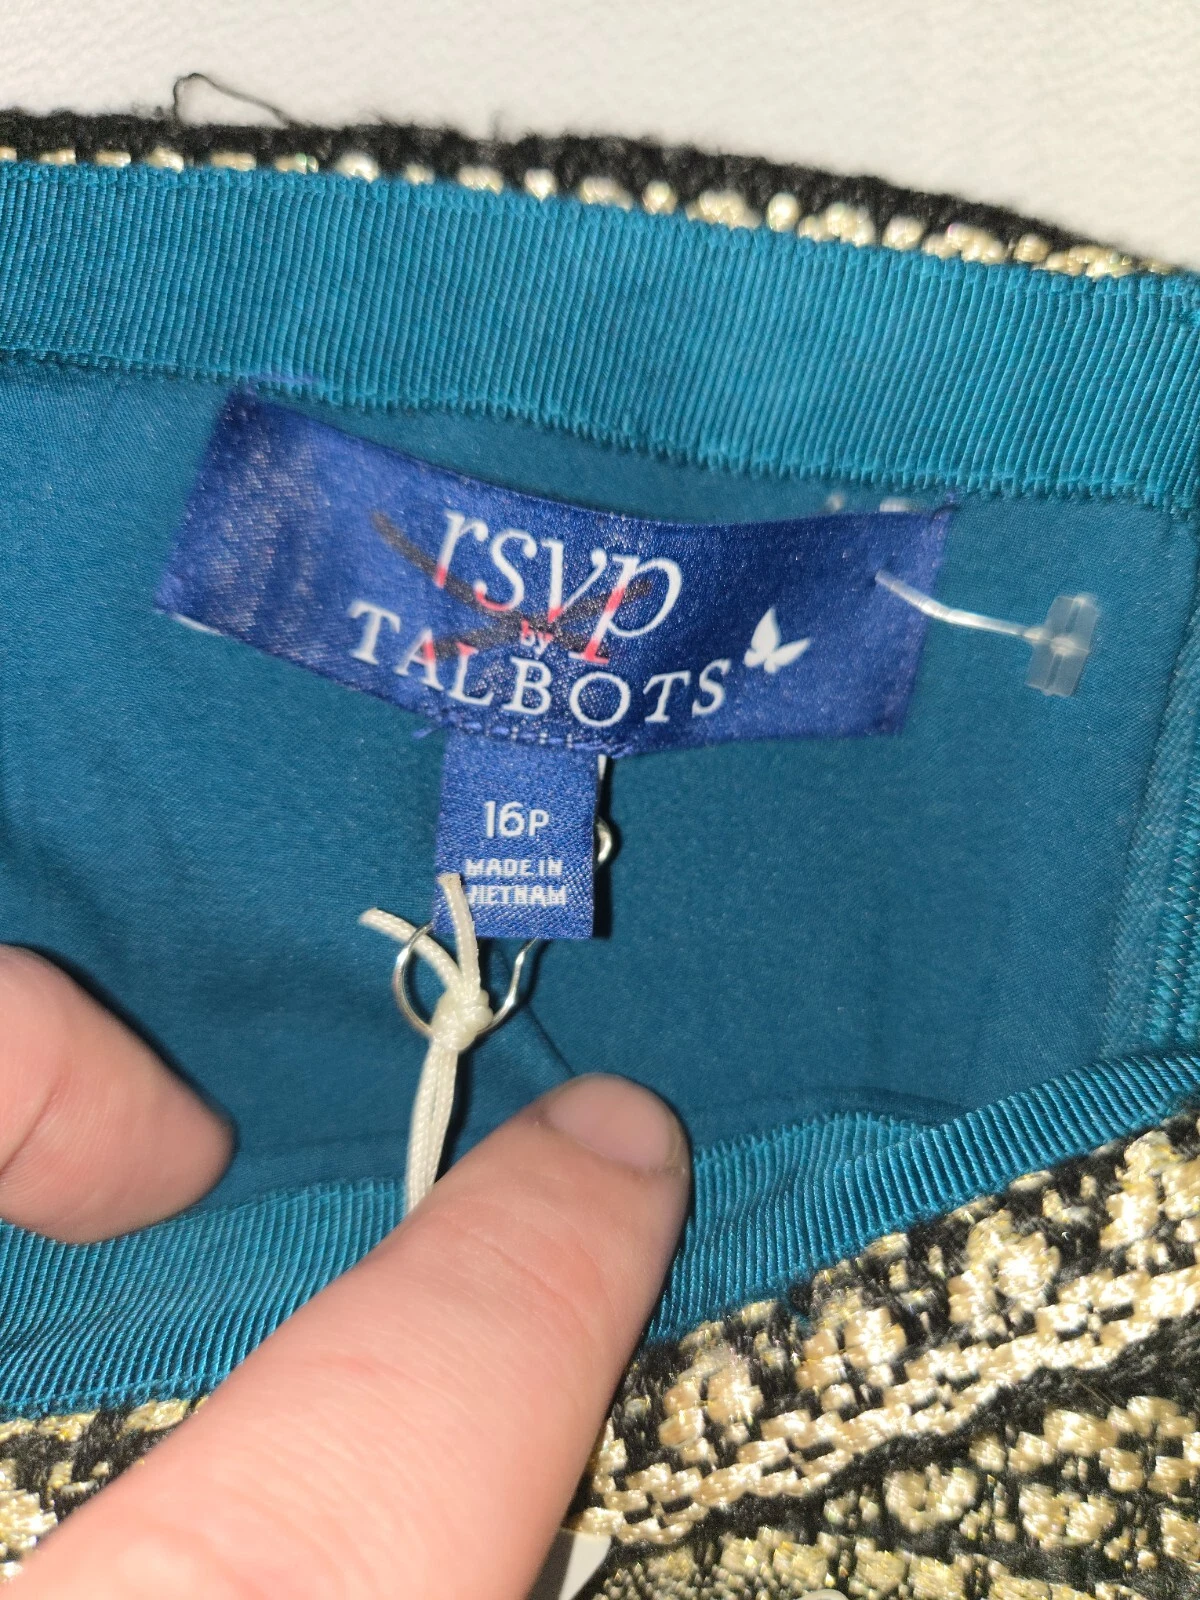 rsvp
by
TALBOTS
16P
MADE IN
VIETNAM